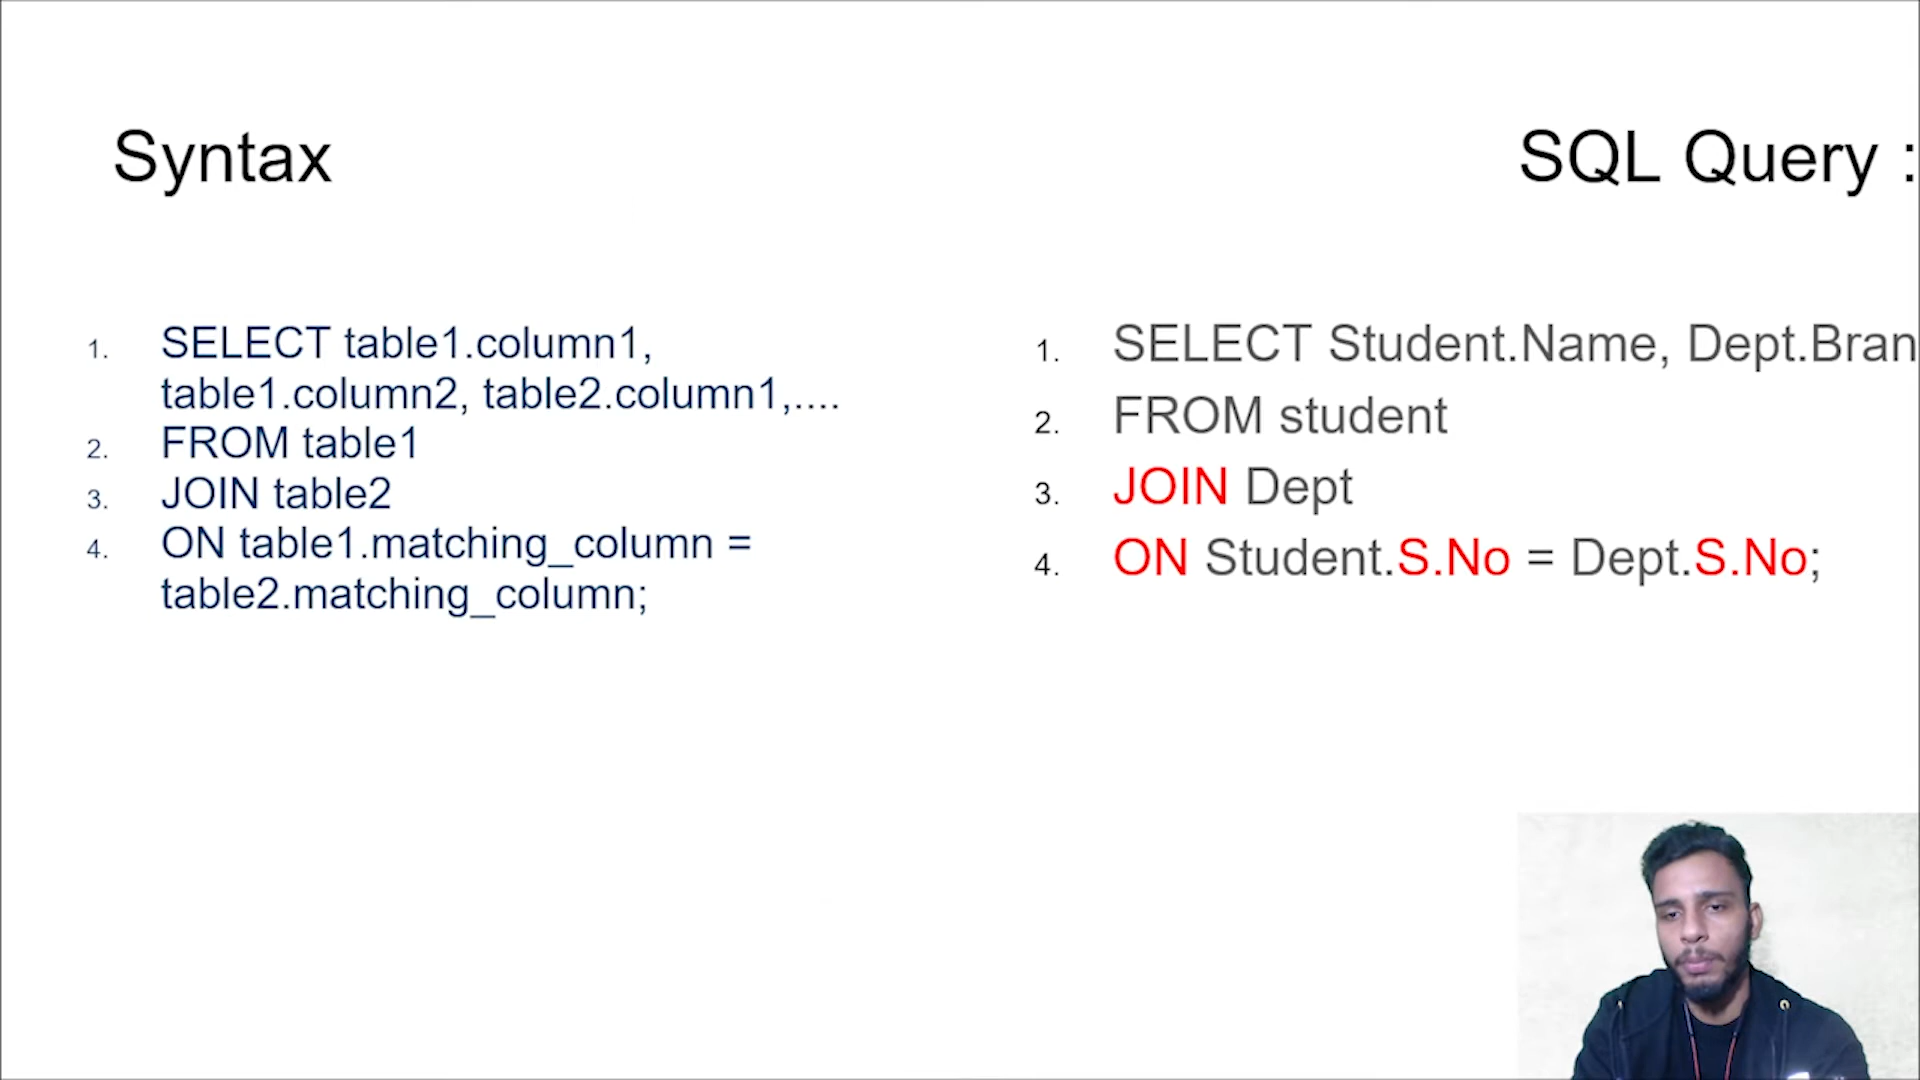 Syntax
SQL Query :
1. SELECT table1.column1,
table1.column2, table2.column1,....
2. FROM table1
3. JOIN table2
4. ON table1.matching_column =
table2.matching_column;
1. SELECT Student.Name, Dept.Bran
2. FROM student
3. JOIN Dept
4. ON Student.S.No = Dept.S.No;